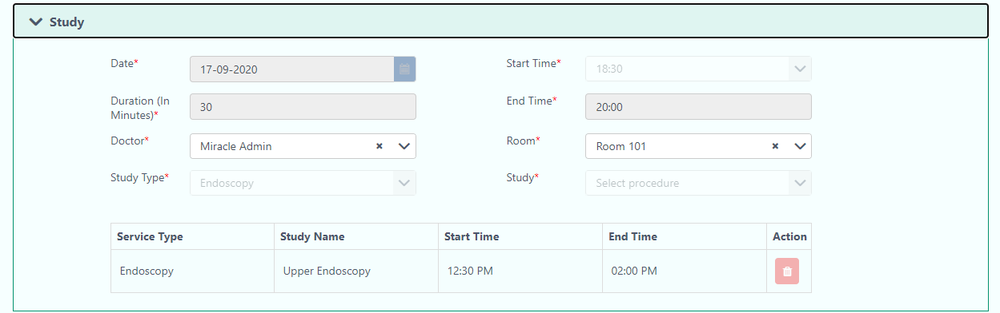 Study
Date* 17-09-2020 Start Time* 18:30
Duration (In
Minutes)* 30 End Time* 20:00
Doctor* Miracle Admin Room* Room 101
Study Type* Endoscopy Study* Select procedure
Service Type Study Name Start Time End Time Action
Endoscopy Upper Endoscopy 12:30 PM 02:00 PM